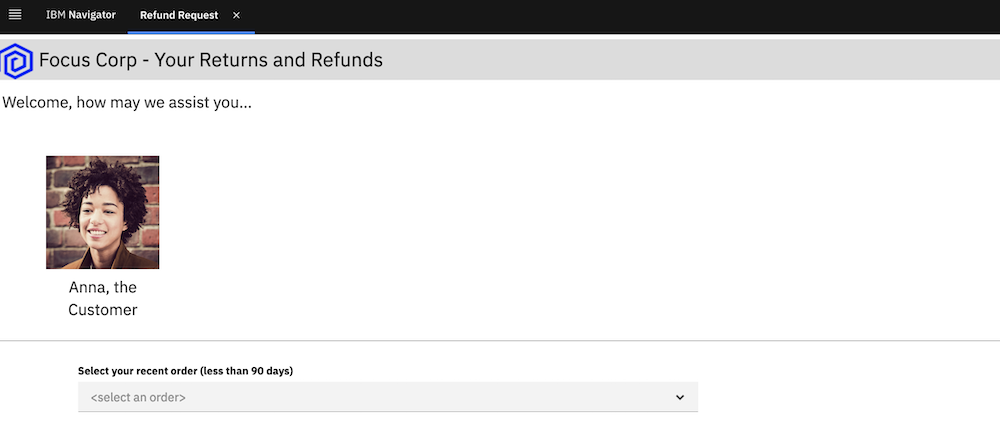 IBM Navigator
Refund Request
Focus Corp - Your Returns and Refunds
Welcome, how may we assist you...
Anna, the
Customer
Select your recent order (less than 90 days)
<select an order>